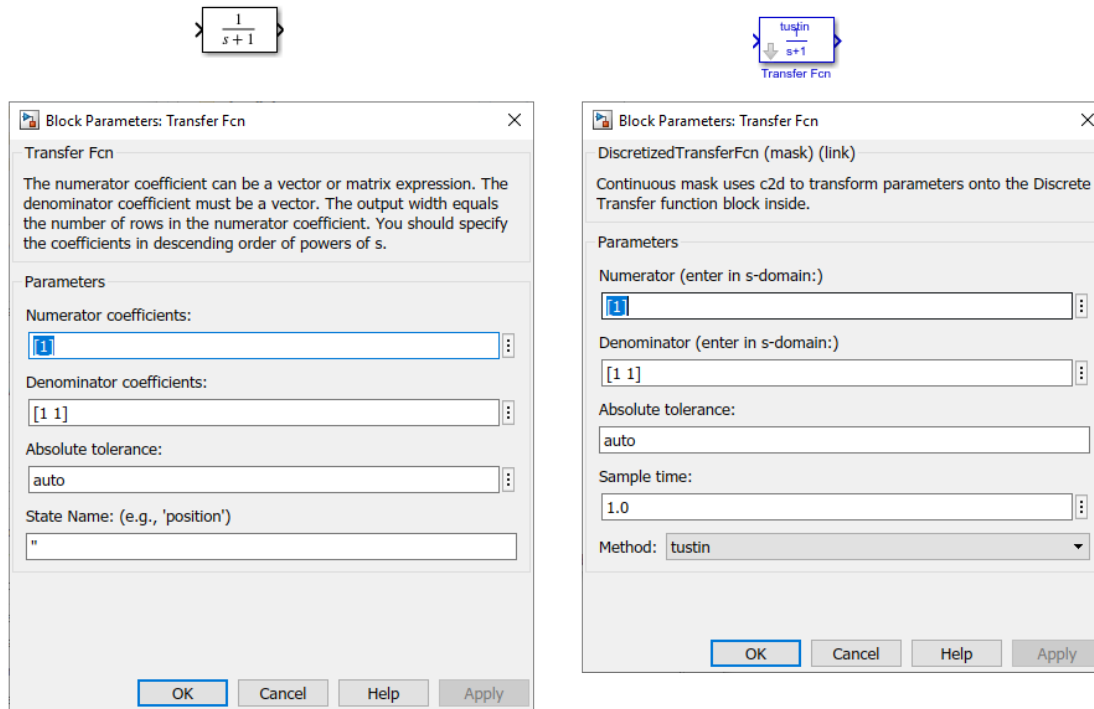 1
s + 1
tustin
1
s+1
Transfer Fcn
Block Parameters: Transfer Fcn
Transfer Fcn
The numerator coefficient can be a vector or matrix expression. The
denominator coefficient must be a vector. The output width equals
the number of rows in the numerator coefficient. You should specify
the coefficients in descending order of powers of s.
Parameters
Numerator coefficients:
[1]
Denominator coefficients:
[1 1]
Absolute tolerance:
auto
State Name: (e.g., 'position')
''
OK
Cancel
Help
Apply
Block Parameters: Transfer Fcn
DiscretizedTransferFcn (mask) (link)
Continuous mask uses c2d to transform parameters onto the Discrete
Transfer function block inside.
Parameters
Numerator (enter in s-domain:)
[1]
Denominator (enter in s-domain:)
[1 1]
Absolute tolerance:
auto
Sample time:
1.0
Method: tustin
OK
Cancel
Help
Apply